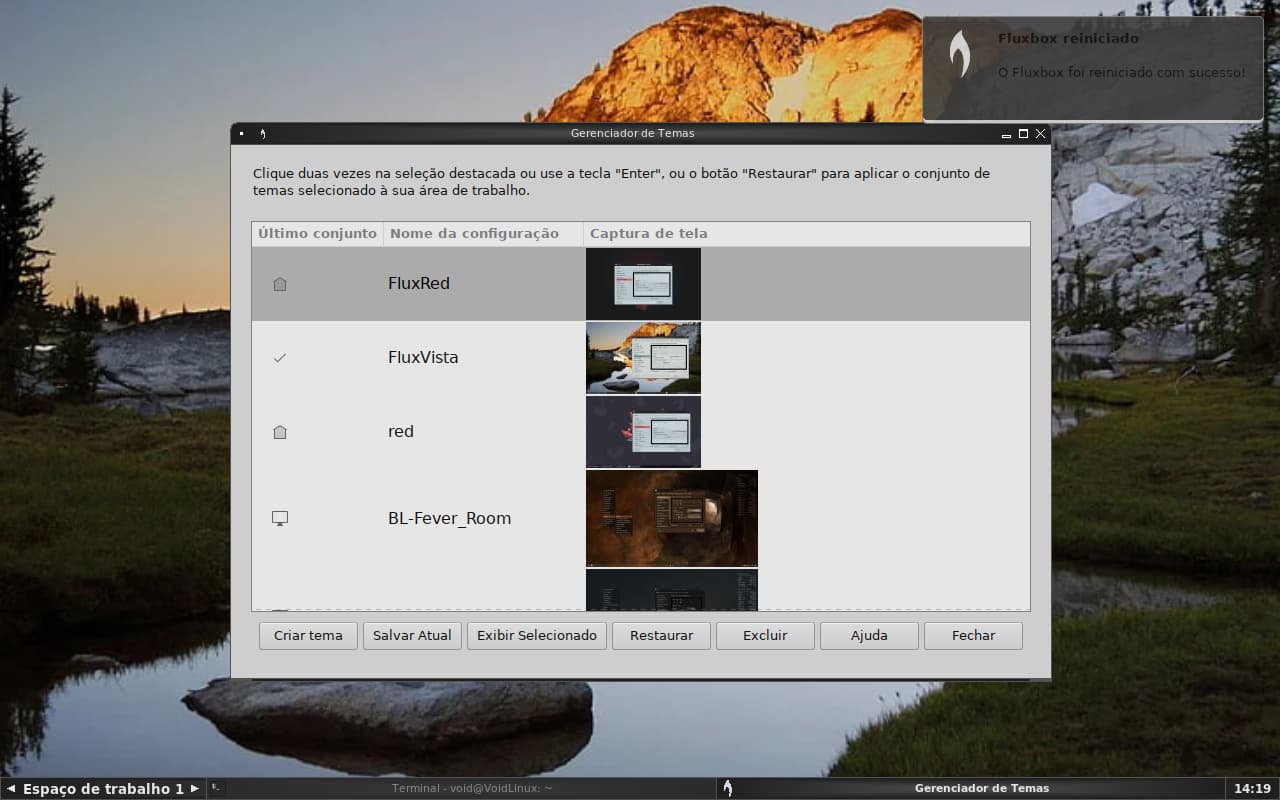 Fluxbox reiniciado
O Fluxbox foi reiniciado com sucesso!
Gerenciador de Temas
Clique duas vezes na seleção destacada ou use a tecla "Enter", ou o botão "Restaurar" para aplicar o conjunto de
temas selecionado à sua área de trabalho.
Último conjunto Nome da configuração Captura de tela
FluxRed
FluxVista
red
BL-Fever_Room
Criar tema Salvar Atual Exibir Selecionado Restaurar Excluir Ajuda Fechar
Espaço de trabalho 1 Terminal - void@VoidLinux: ~ Gerenciador de Temas 14:19